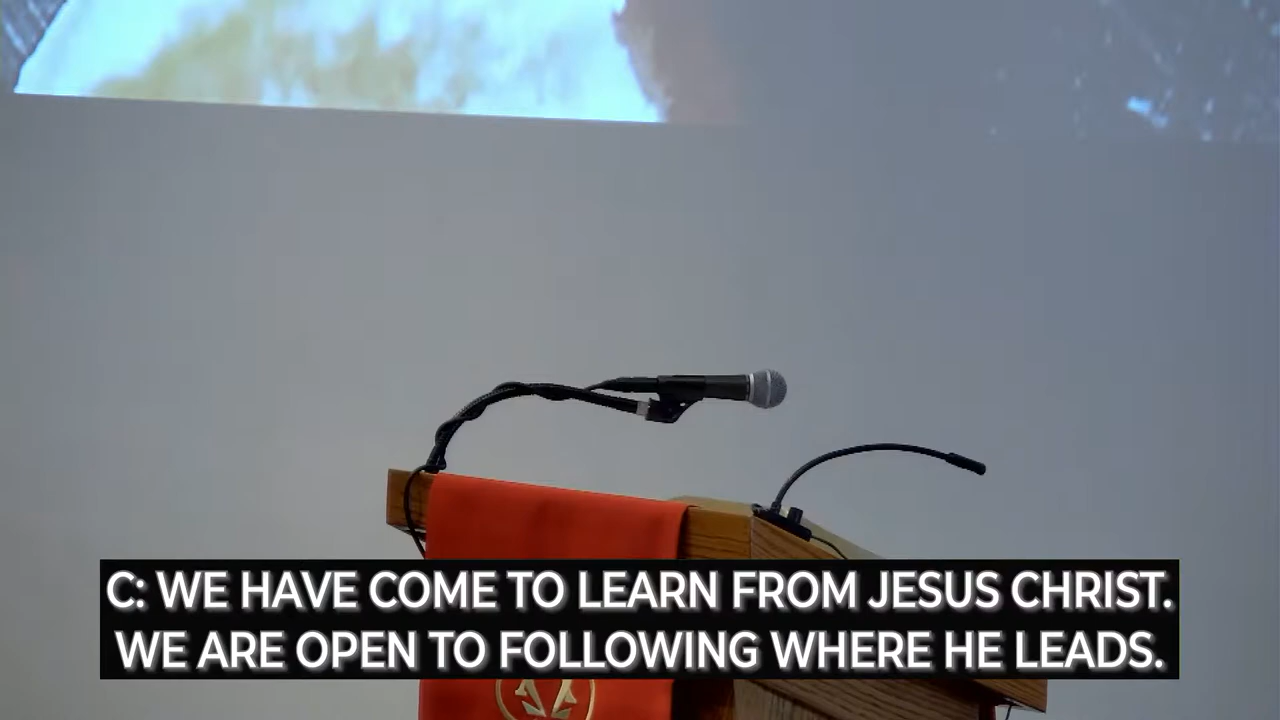 C: WE HAVE COME TO LEARN FROM JESUS CHRIST.
WE ARE OPEN TO FOLLOWING WHERE HE LEADS.